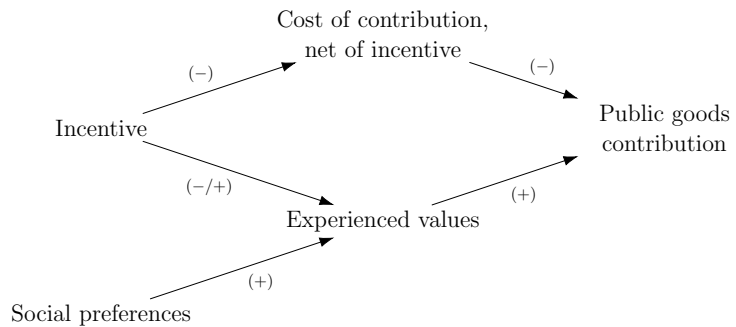 Cost of contribution,
net of incentive
(−)
(−)
Public goods
contribution
Incentive
(−/+)
(+)
Experienced values
(+)
Social preferences